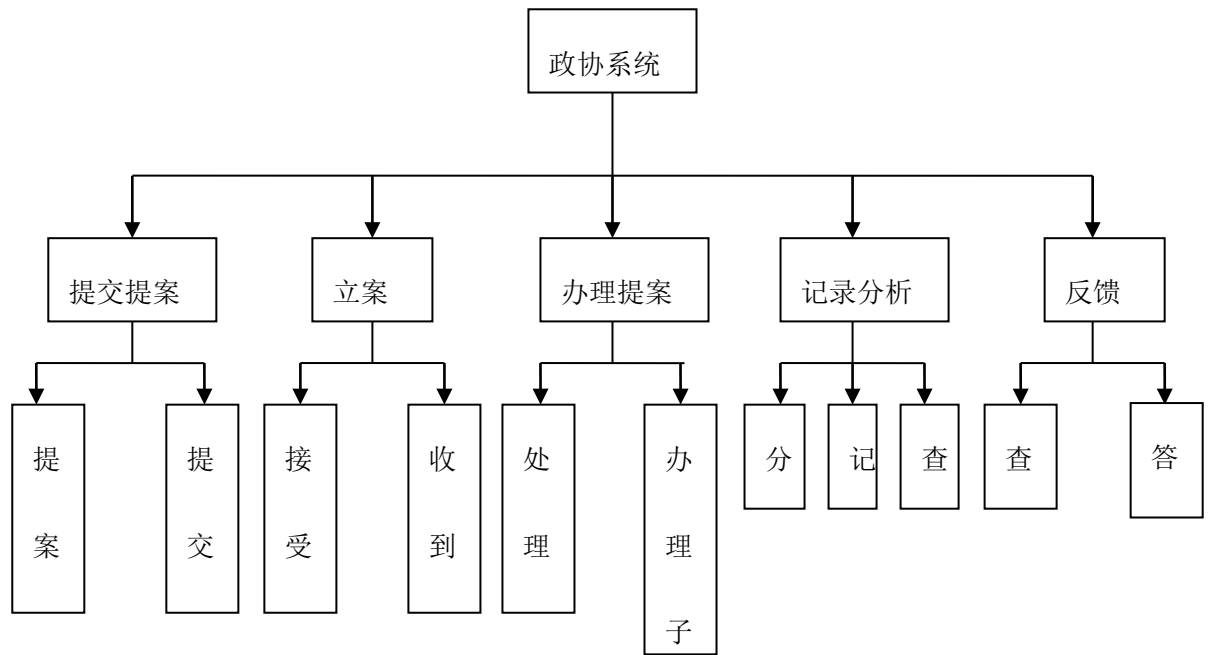 政协系统
提交提案
立案
办理提案
记录分析
反馈
提案
提交
接受
收到
处理
办理子
分
记
查
查
答